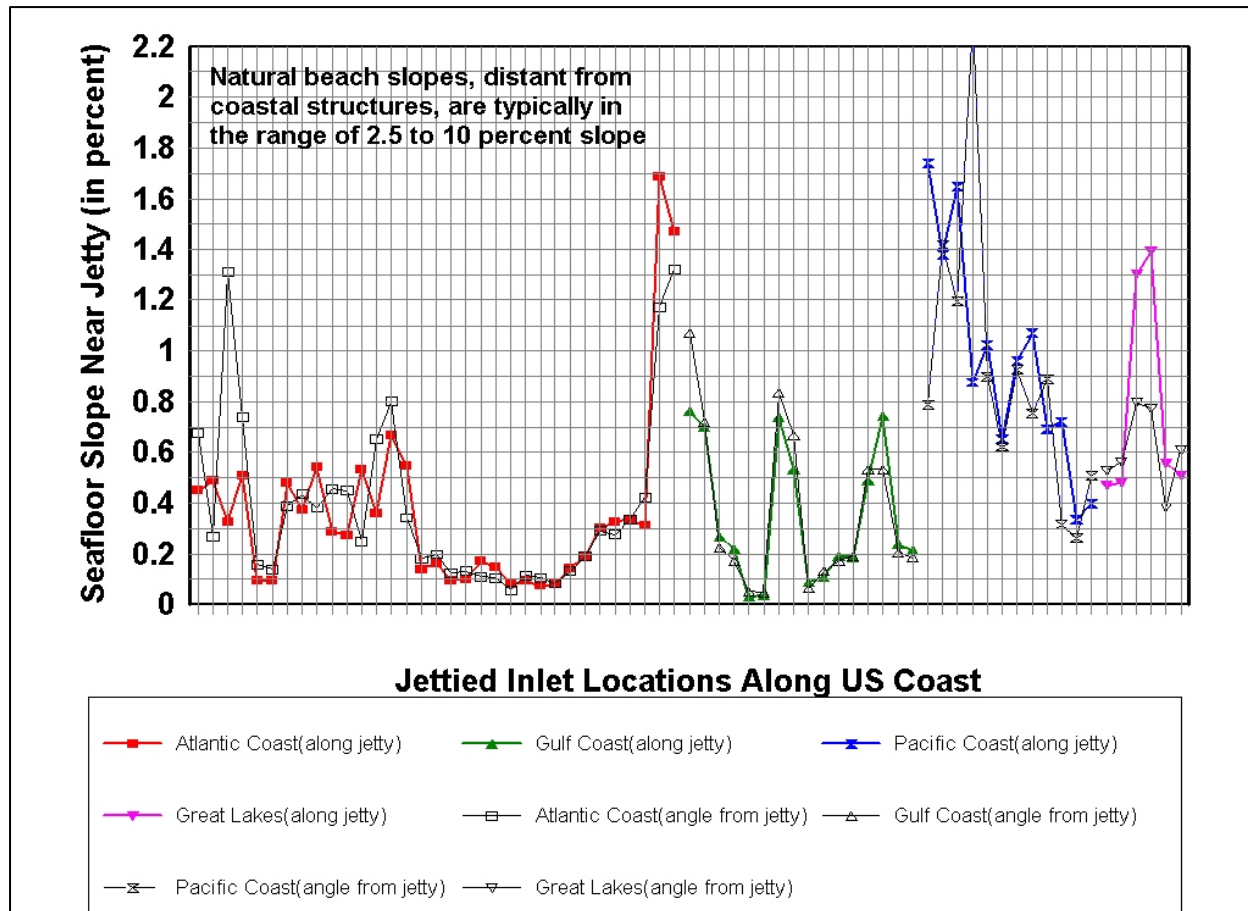 2.2
2
1.8
1.6
1.4
1.2
1
0.8
0.6
0.4
0.2
0
Seafloor Slope Near Jetty (in percent)
Natural beach slopes, distant from
coastal structures, are typically in
the range of 2.5 to 10 percent slope
Jettied Inlet Locations Along US Coast
Atlantic Coast(along jetty)
Gulf Coast(along jetty)
Pacific Coast(along jetty)
Great Lakes(along jetty)
Atlantic Coast(angle from jetty)
Gulf Coast(angle from jetty)
Pacific Coast(angle from jetty)
Great Lakes(angle from jetty)